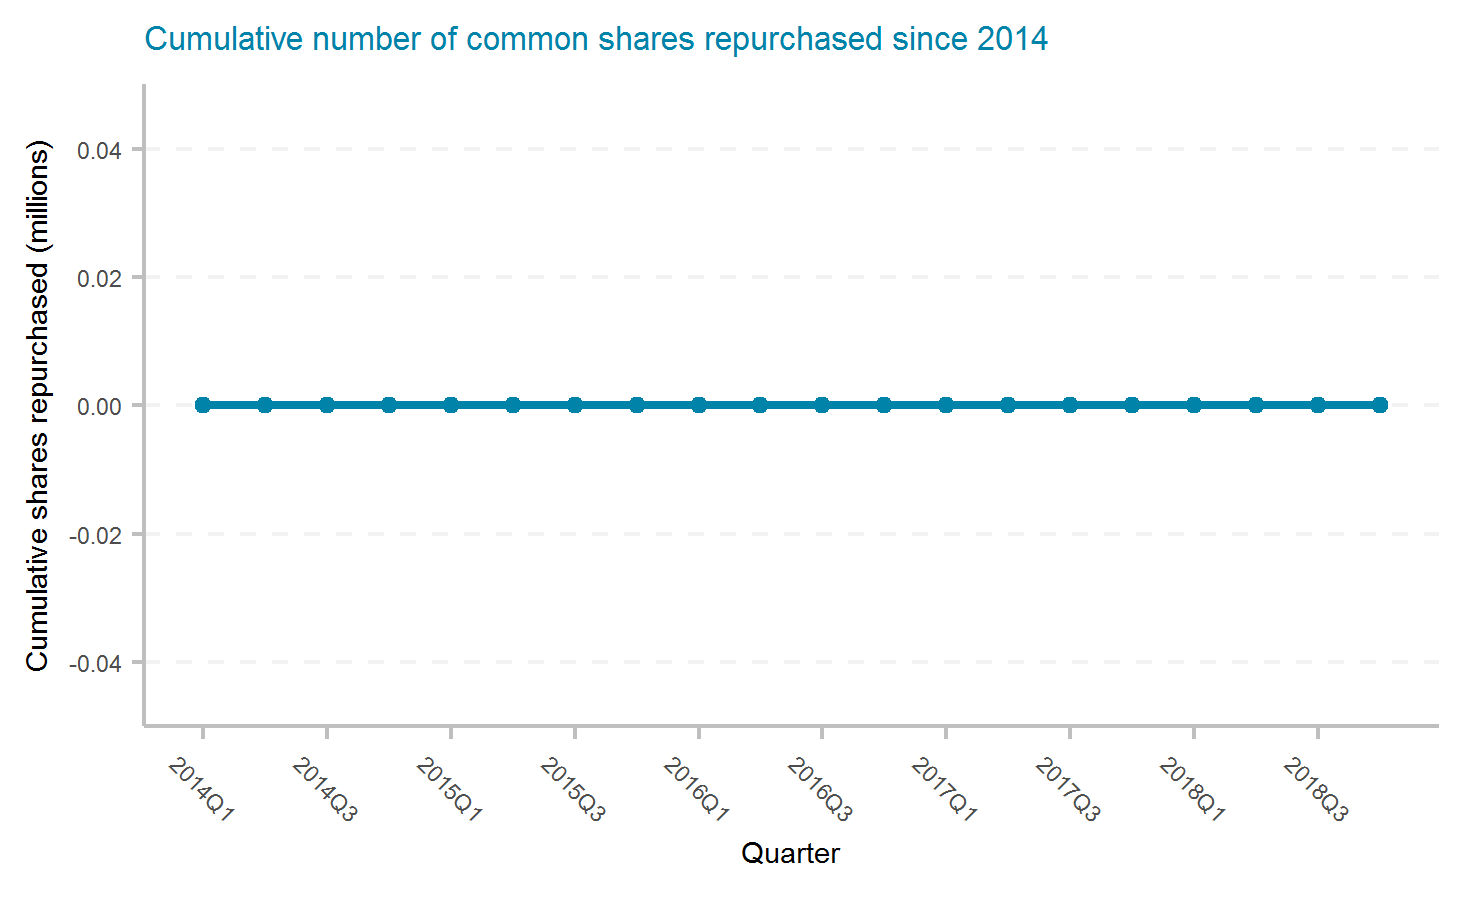 Cumulative number of common shares repurchased since 2014
Cumulative shares repurchased (millions)
0.04
0.02
0.00
-0.02
-0.04
2014Q1
2014Q3
2015Q1
2015Q3
2016Q1
2016Q3
2017Q1
2017Q3
2018Q1
2018Q3
Quarter